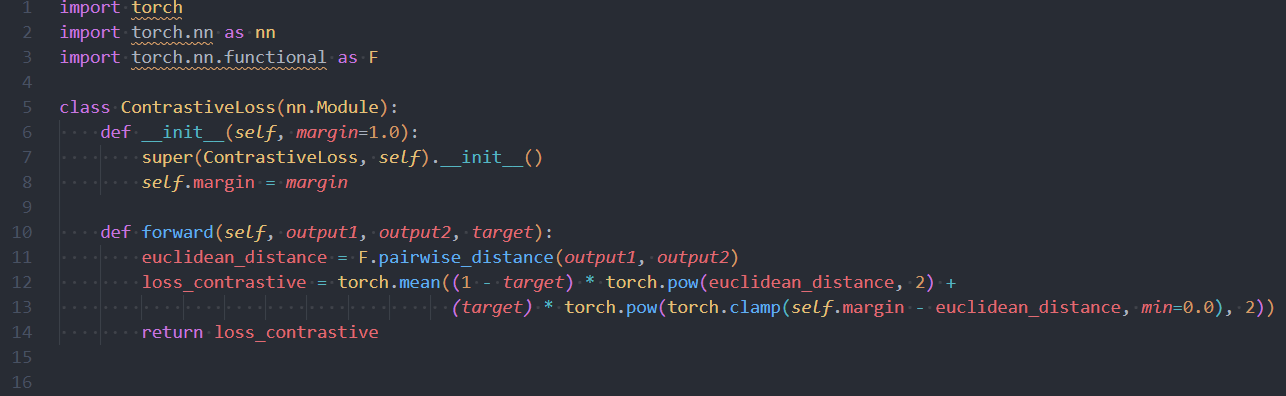 1 import torch
2 import torch.nn as nn
3 import torch.nn.functional as F
4
5 class ContrastiveLoss(nn.Module):
6     def __init__(self, margin=1.0):
7         super(ContrastiveLoss, self).__init__()
8         self.margin = margin
9
10     def forward(self, output1, output2, target):
11         euclidean_distance = F.pairwise_distance(output1, output2)
12         loss_contrastive = torch.mean((1 - target) * torch.pow(euclidean_distance, 2) +
13                                       (target) * torch.pow(torch.clamp(self.margin - euclidean_distance, min=0.0), 2))
14         return loss_contrastive
15
16